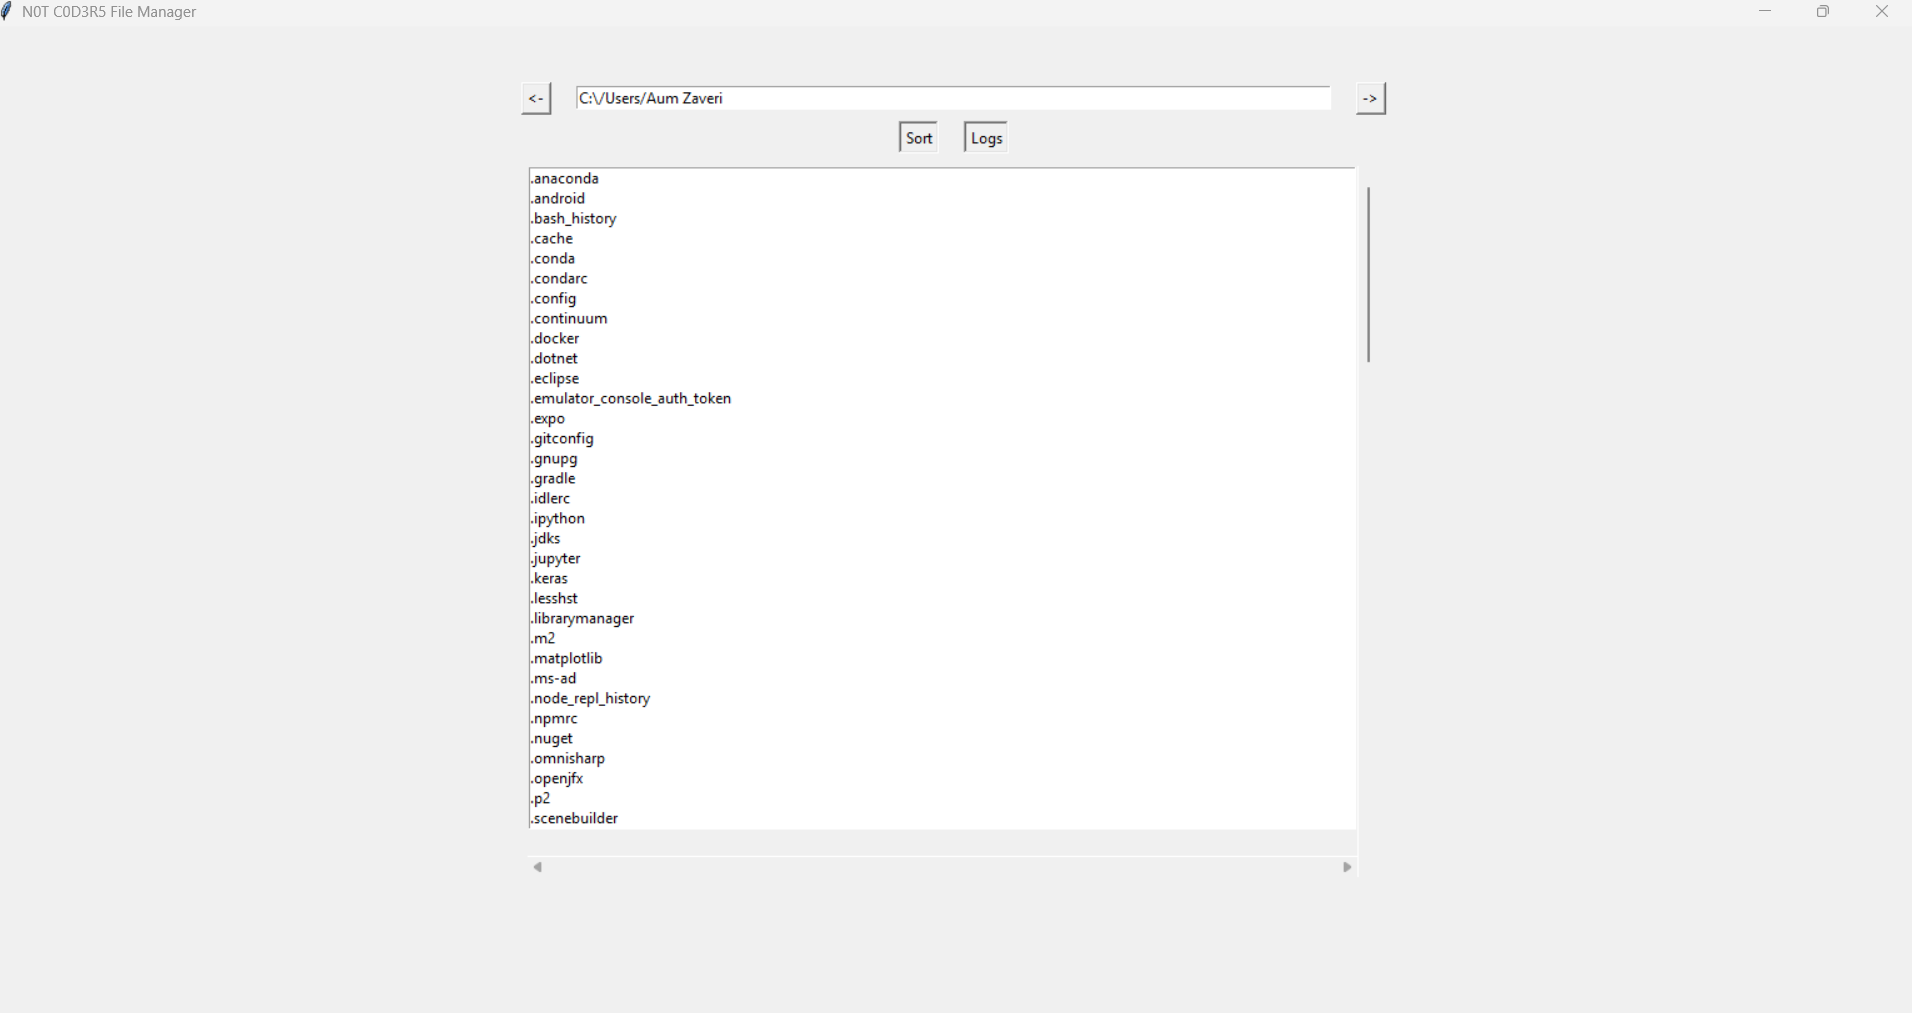 N0T C0D3R5 File Manager
<- C:\/Users/Aum Zaveri ->
Sort Logs
.anaconda
.android
.bash_history
.cache
.conda
.condarc
.config
.continuum
.docker
.dotnet
.eclipse
.emulator_console_auth_token
.expo
.gitconfig
.gnupg
.gradle
.idlerc
.ipython
.jdks
.jupyter
.keras
.lesshst
.librarymanager
.m2
.matplotlib
.ms-ad
.node_repl_history
.npmrc
.nuget
.omnisharp
.openjfx
.p2
.scenebuilder